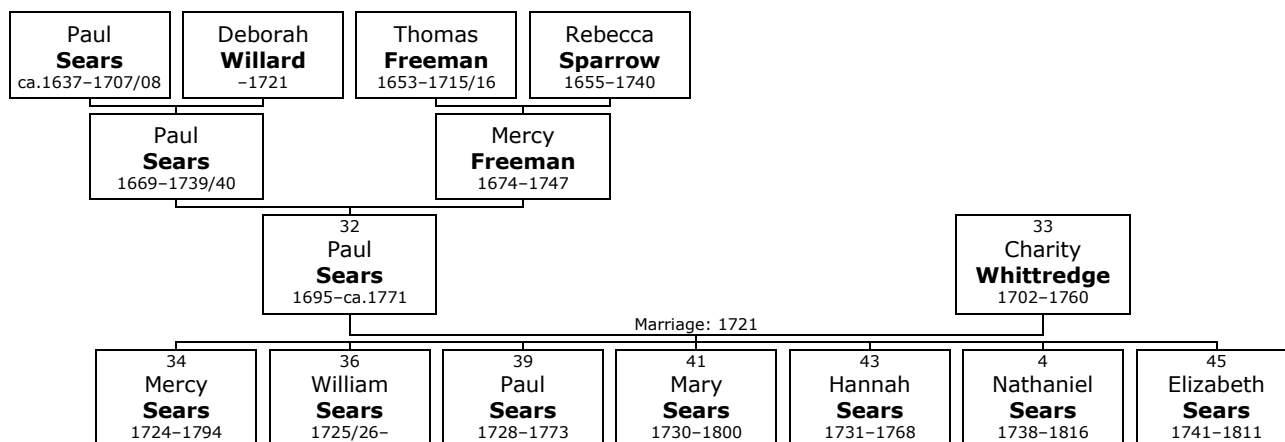 Paul
Sears
ca.1637–1707/08
Deborah
Willard
–1721
Thomas
Freeman
1653–1715/16
Rebecca
Sparrow
1655–1740
Paul
Sears
1669–1739/40
Mercy
Freeman
1674–1747
32
Paul
Sears
1695–ca.1771
33
Charity
Whittredge
1702–1760
Marriage: 1721
34
Mercy
Sears
1724–1794
36
William
Sears
1725/26–
39
Paul
Sears
1728–1773
41
Mary
Sears
1730–1800
43
Hannah
Sears
1731–1768
4
Nathaniel
Sears
1738–1816
45
Elizabeth
Sears
1741–1811